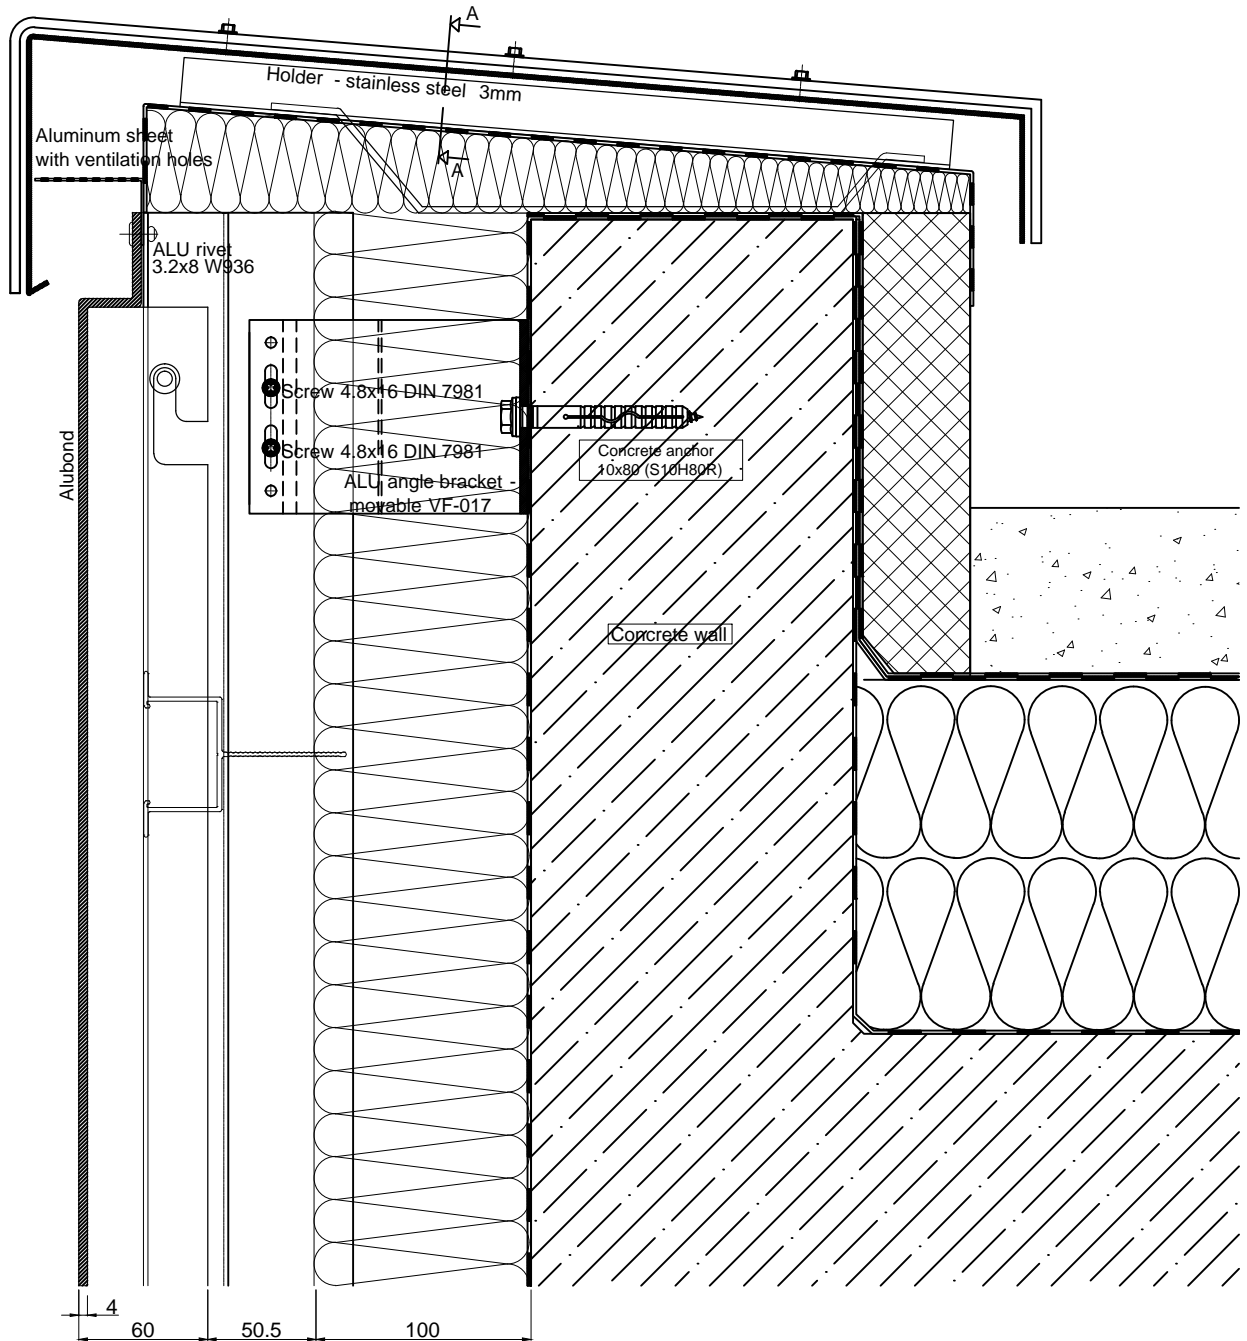 A
Holder - stainless steel 3mm
Aluminum sheet
with ventilation holes
A
ALU rivet
3.2x8 W936
Screw 4.8x16 DIN 7981
Screw 4.8x16 DIN 7981
ALU angle bracket -
movable VF-017
Concrete anchor
10x80 (S10H80R)
Alubond
Concrete wall
4
60
50.5
100